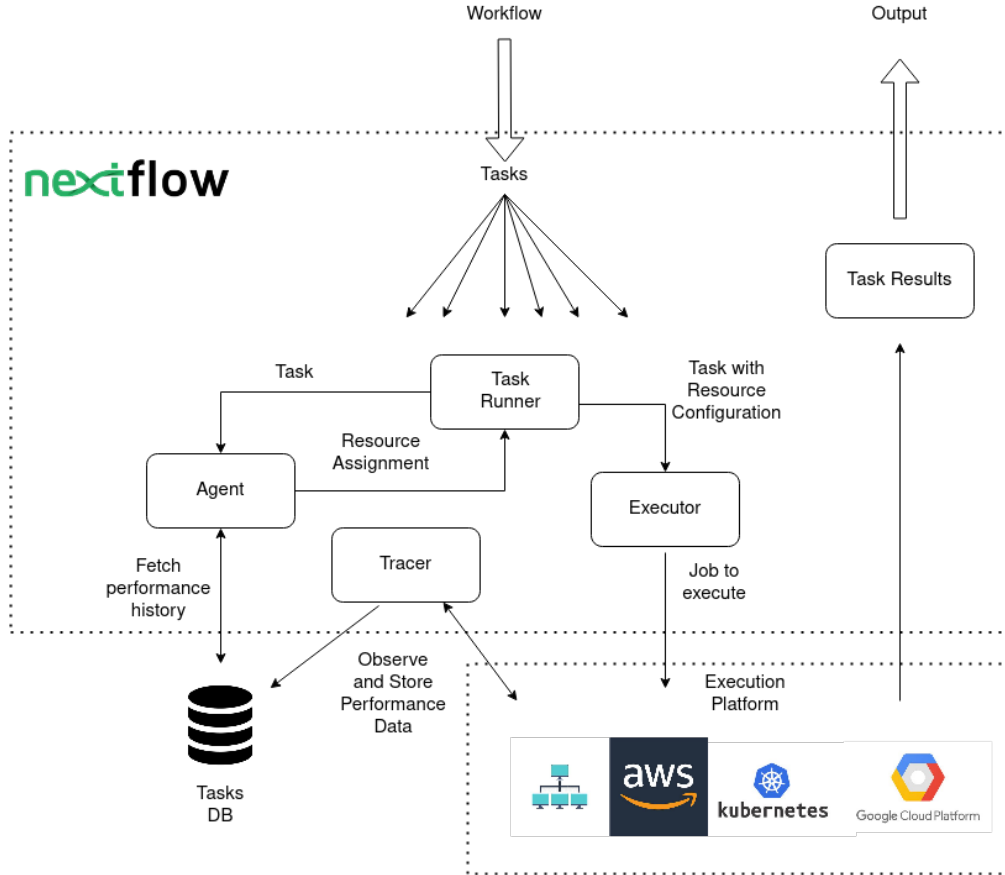 Workflow
Output
nextflow
Tasks
Task Results
Task
Task
Runner
Task with
Resource
Configuration
Resource
Assignment
Agent
Executor
Tracer
Fetch
performance
history
Job to
execute
Observe
and Store
Performance
Data
Execution
Platform
Tasks
DB
aws
kubernetes
Google Cloud Platform